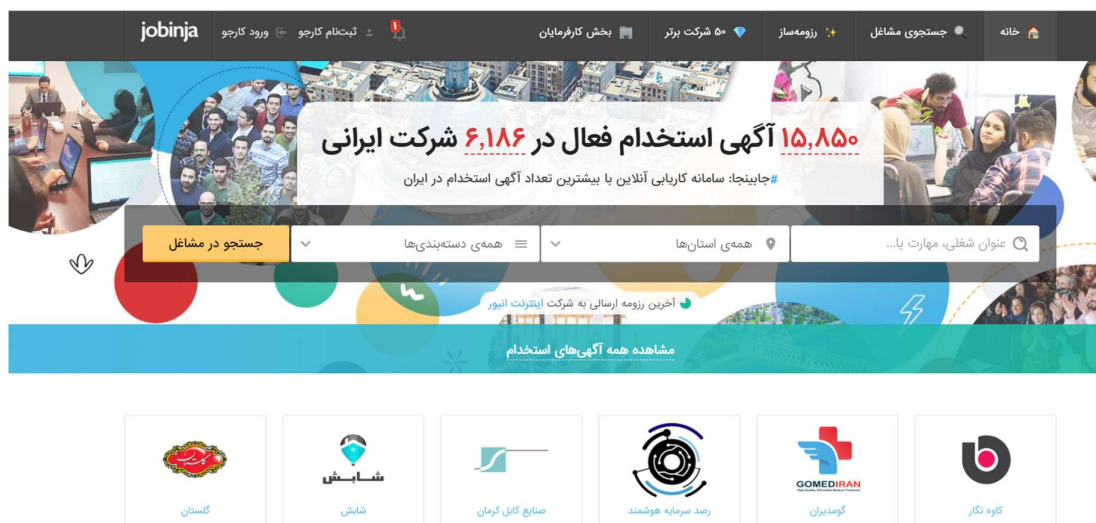 خانه
جستجوی مشاغل
رزومه‌ساز
۵۰ شرکت برتر
بخش کارفرمایان
۱
ثبت‌نام کارجو
ورود کارجو
jobinja
۱۵,۸۵۰ آگهی استخدام فعال در ۶,۱۸۶ شرکت ایرانی
#جابینجا: سامانه کاریابی آنلاین با بیشترین تعداد آگهی استخدام در ایران
عنوان شغلی، مهارت یا...
همه‌ی استان‌ها
همه‌ی دسته‌بندی‌ها
جستجو در مشاغل
آخرین رزومه ارسالی به شرکت اینترنت انیور
مشاهده همه آگهی‌های استخدام
GOMEDIRAN
شـابـش
گلستان
کاوه نگار
گومدیران
رصد سرمایه هوشمند
صنایع کابل کرمان
شابش
گلستان